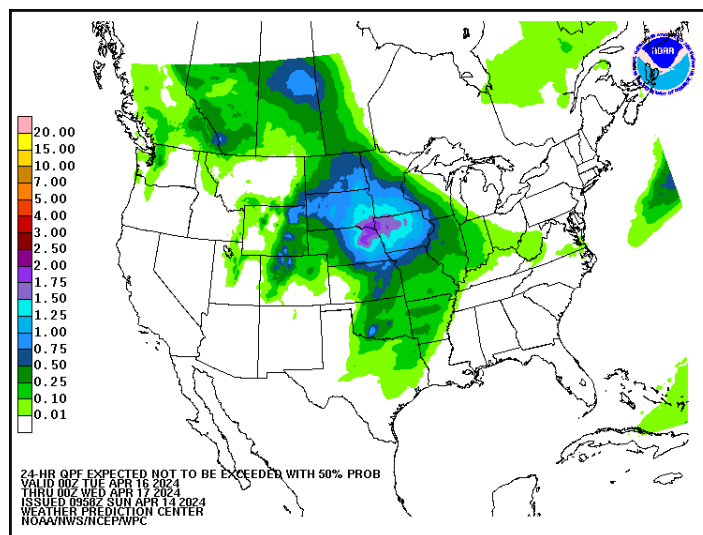 NOAA
20.00
15.00
10.00
7.00
5.00
4.00
3.00
2.50
2.00
1.75
1.50
1.25
1.00
0.75
0.50
0.25
0.10
0.01
24-HR QPF EXPECTED NOT TO BE EXCEEDED WITH 50% PROB
VALID 00Z TUE APR 16 2024
THRU 00Z WED APR 17 2024
ISSUED 0958Z SUN APR 14 2024
WEATHER PREDICTION CENTER
NOAA/NWS/NCEP/WPC